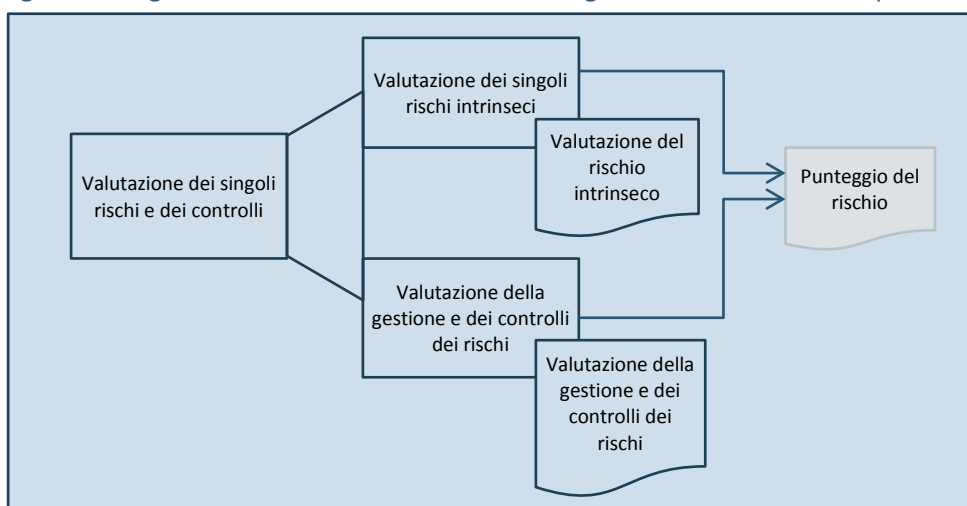 Valutazione dei singoli
rischi e dei controlli
Valutazione dei singoli
rischi intrinseci
Valutazione del
rischio
intrinseco
Valutazione della
gestione e dei controlli
dei rischi
Valutazione della
gestione e dei
controlli dei
rischi
Punteggio del
rischio